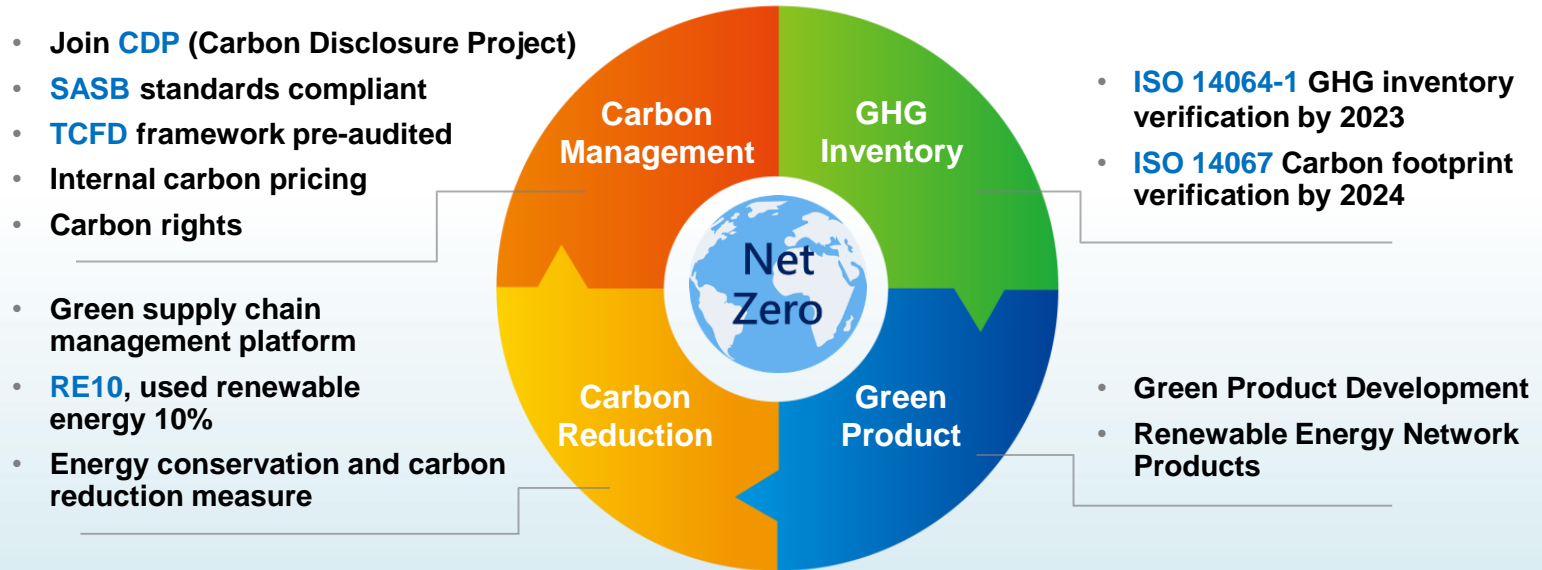 • Join CDP (Carbon Disclosure Project)
• SASB standards compliant
• TCFD framework pre-audited
• Internal carbon pricing
• Carbon rights
Carbon
Management
GHG
Inventory
• ISO 14064-1 GHG inventory
verification by 2023
• ISO 14067 Carbon footprint
verification by 2024
Net
Zero
• Green supply chain
management platform
• RE10, used renewable
energy 10%
• Energy conservation and carbon
reduction measure
Carbon
Reduction
Green
Product
• Green Product Development
• Renewable Energy Network
Products